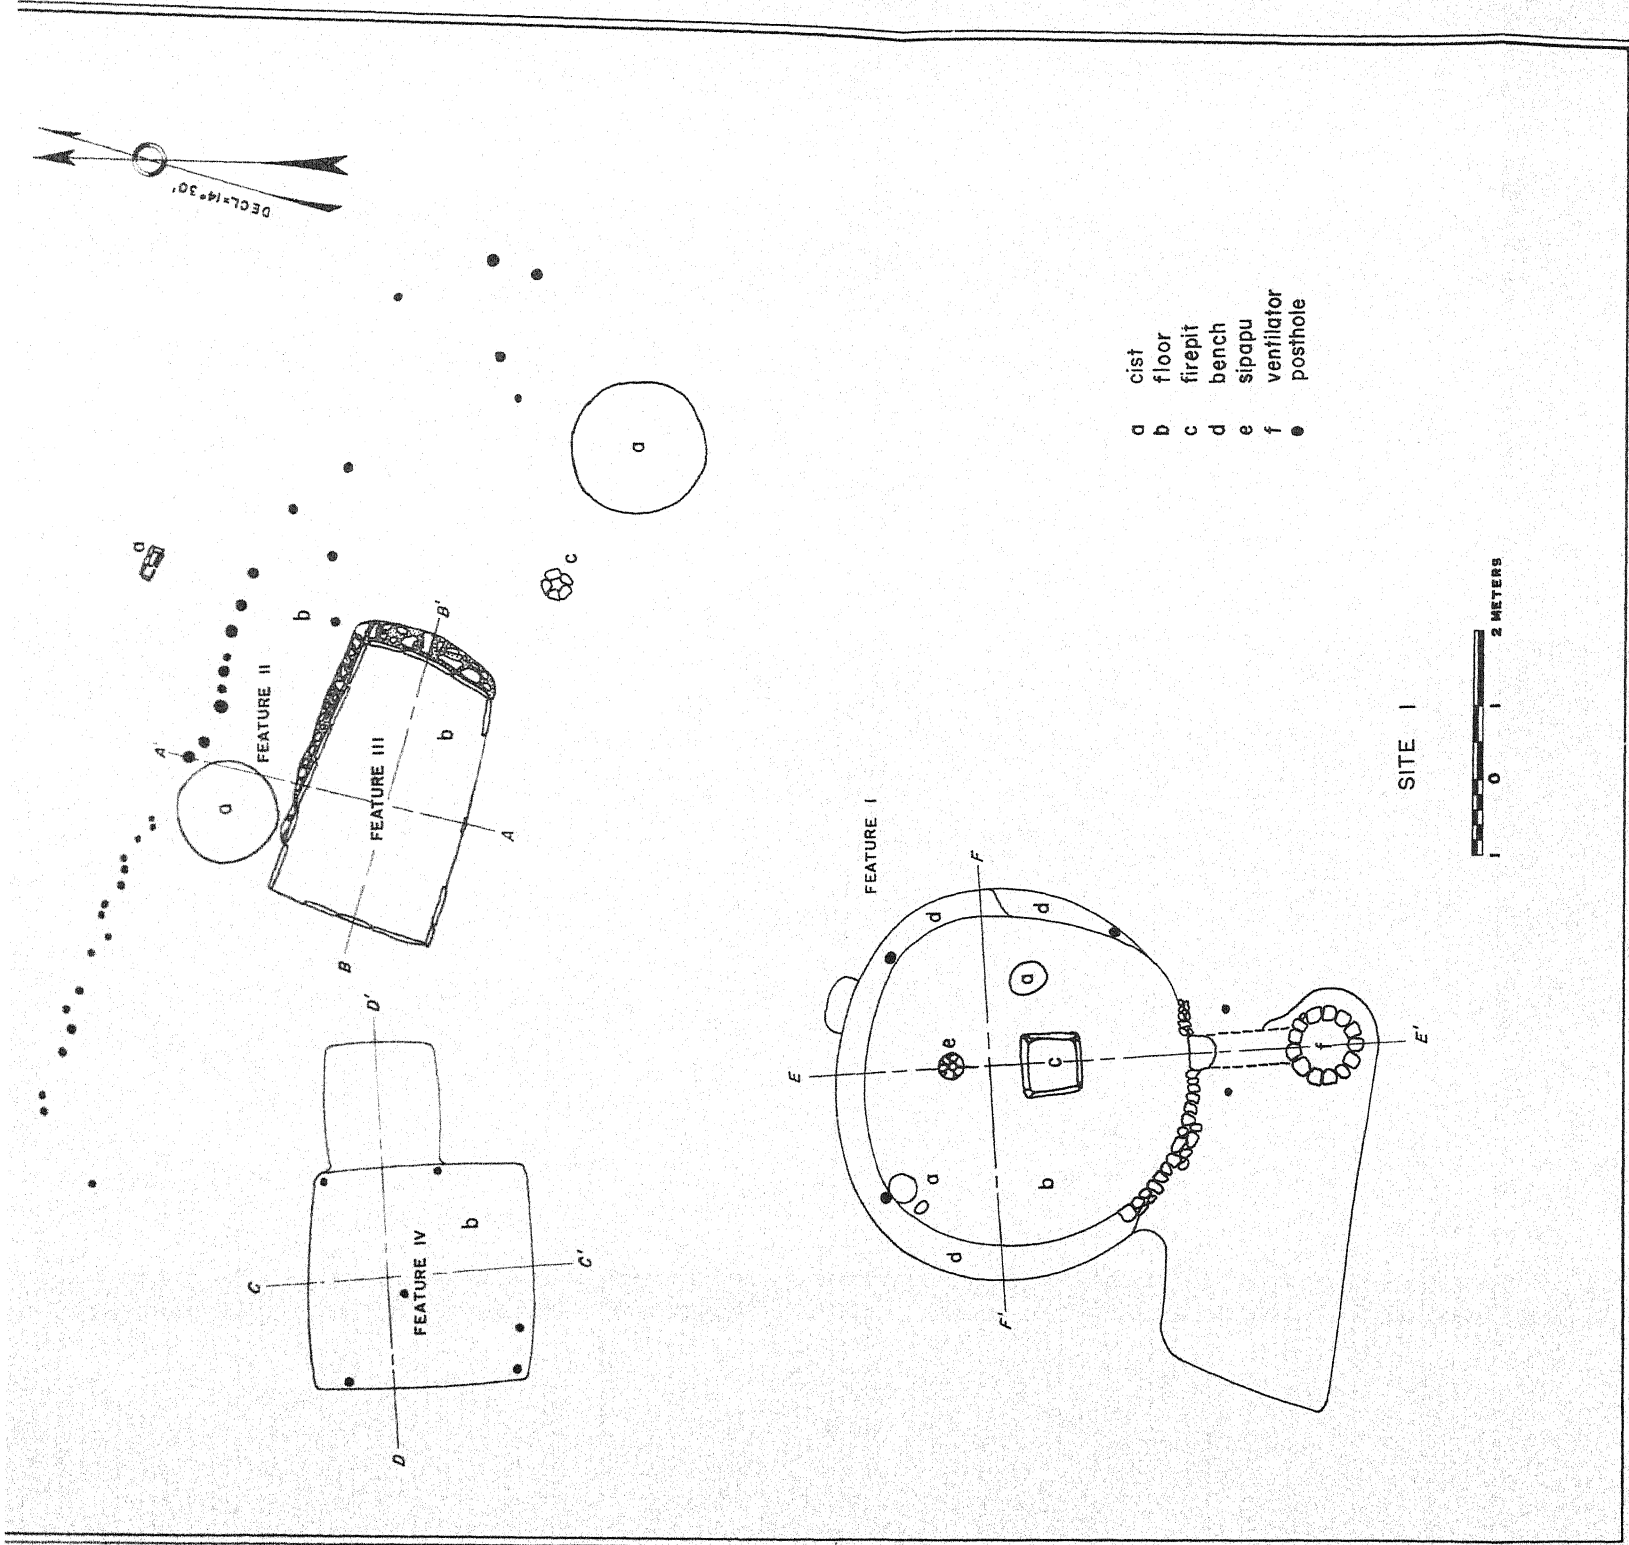 DECL=14°30'
a
b
FEATURE II
A'
a
B'
c
a
FEATURE III
b
B
A
D'
C
FEATURE IV
b
C'
D
FEATURE I
F
d
d
a
E
e
c
f
E'
a
b
d
F'
a cist
b floor
c firepit
d bench
e sipapu
f ventilator
● posthole
SITE 1
1 0 1 2 METERS